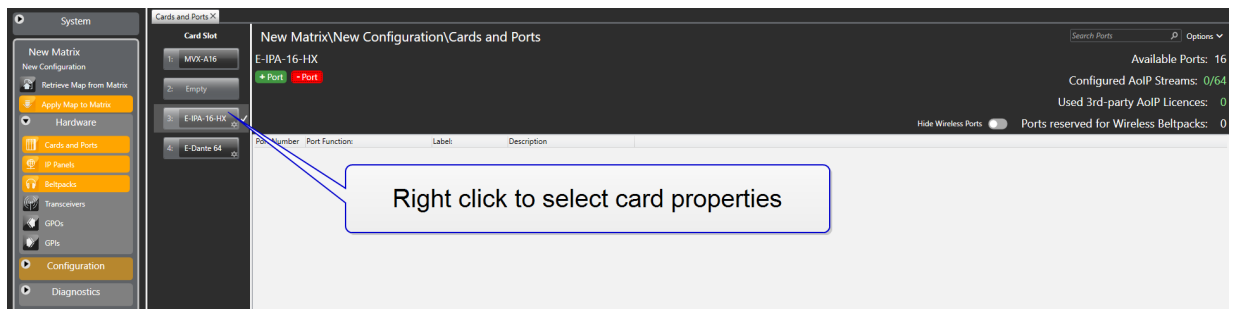 System
New Matrix
New Configuration
Retrieve Map from Matrix
Apply Map to Matrix
Hardware
Cards and Ports
IP Panels
Beltpacks
Transceivers
GPOs
GPIs
Configuration
Diagnostics
Cards and Ports X
Card Slot
1: MVX-A16
2: Empty
3: E-IPA-16-HX
4: E-Dante 64
New Matrix\New Configuration\Cards and Ports
Search Ports
Options
E-IPA-16-HX
+ Port - Port
Available Ports: 16
Configured AoIP Streams: 0/64
Used 3rd-party AoIP Licences: 0
Hide Wireless Ports Ports reserved for Wireless Beltpacks: 0
Port Number Port Function: Label: Description
Right click to select card properties